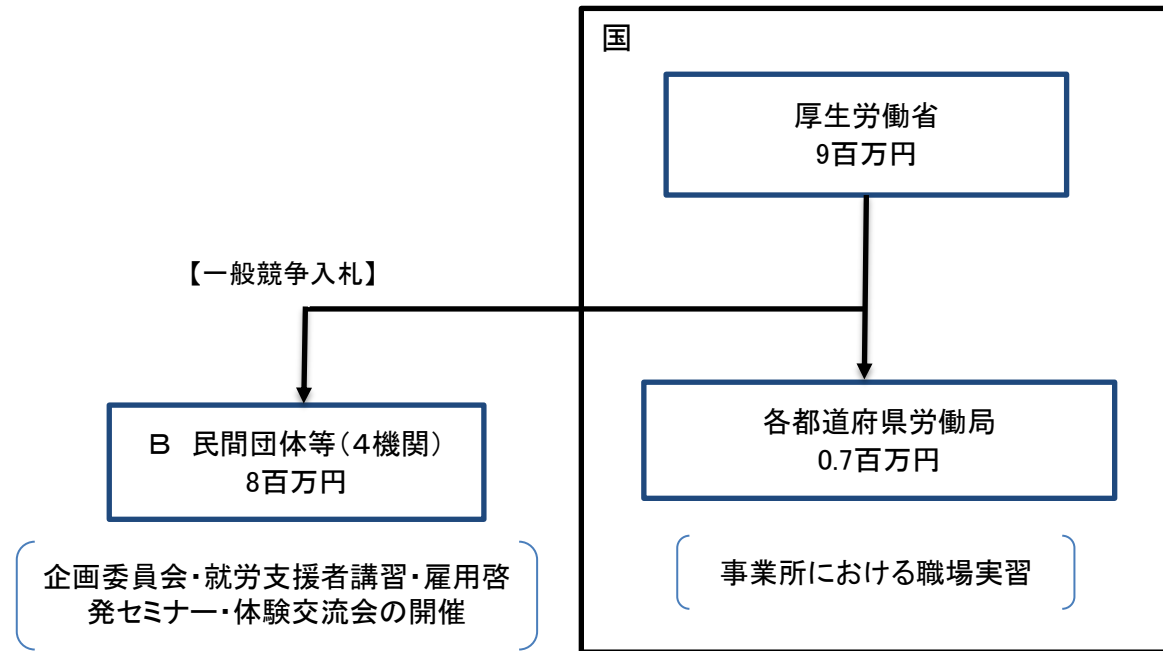 国
厚生労働省
9百万円
【一般競争入札】
B 民間団体等(4機関)
8百万円
各都道府県労働局
0.7百万円
企画委員会・就労支援者講習・雇用啓
発セミナー・体験交流会の開催
事業所における職場実習